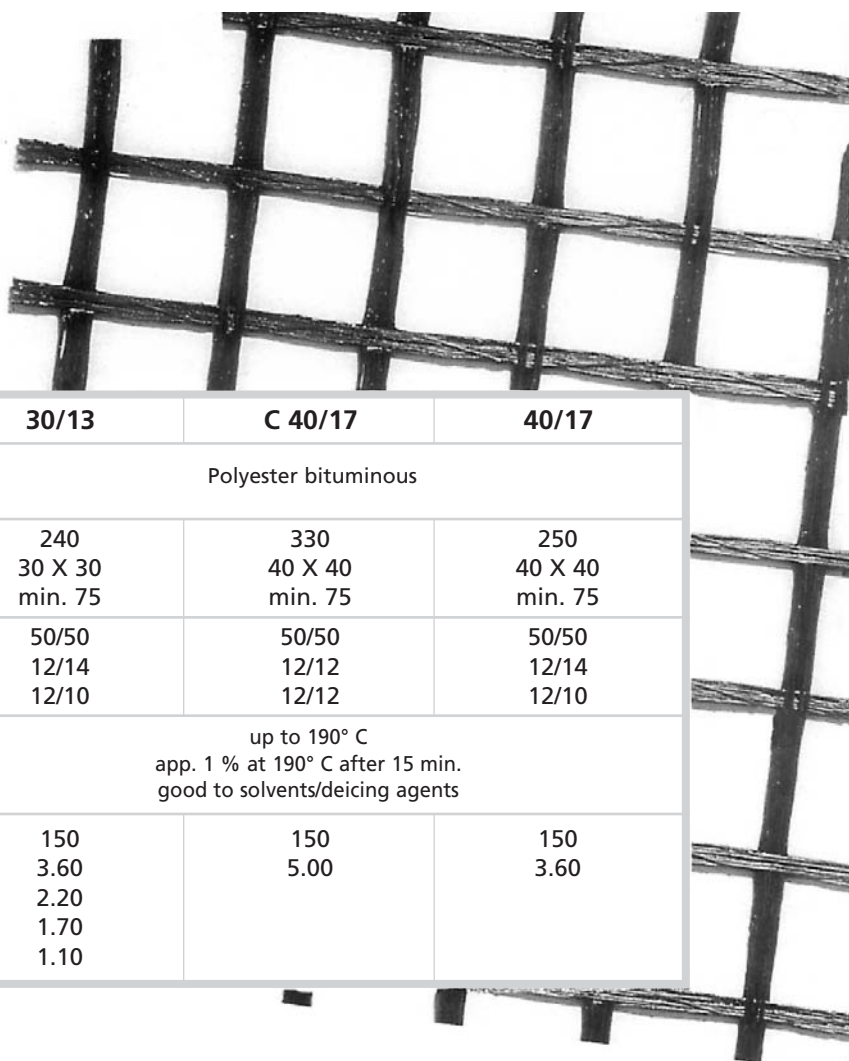 30/13 C 40/17 40/17
Polyester bituminous
240 330 250
30 X 30 40 X 40 40 X 40
min. 75 min. 75 min. 75
50/50 50/50 50/50
12/14 12/12 12/14
12/10 12/12 12/10
up to 190° C
app. 1 % at 190° C after 15 min.
good to solvents/deicing agents
150 150 150
3.60 5.00 3.60
2.20
1.70
1.10